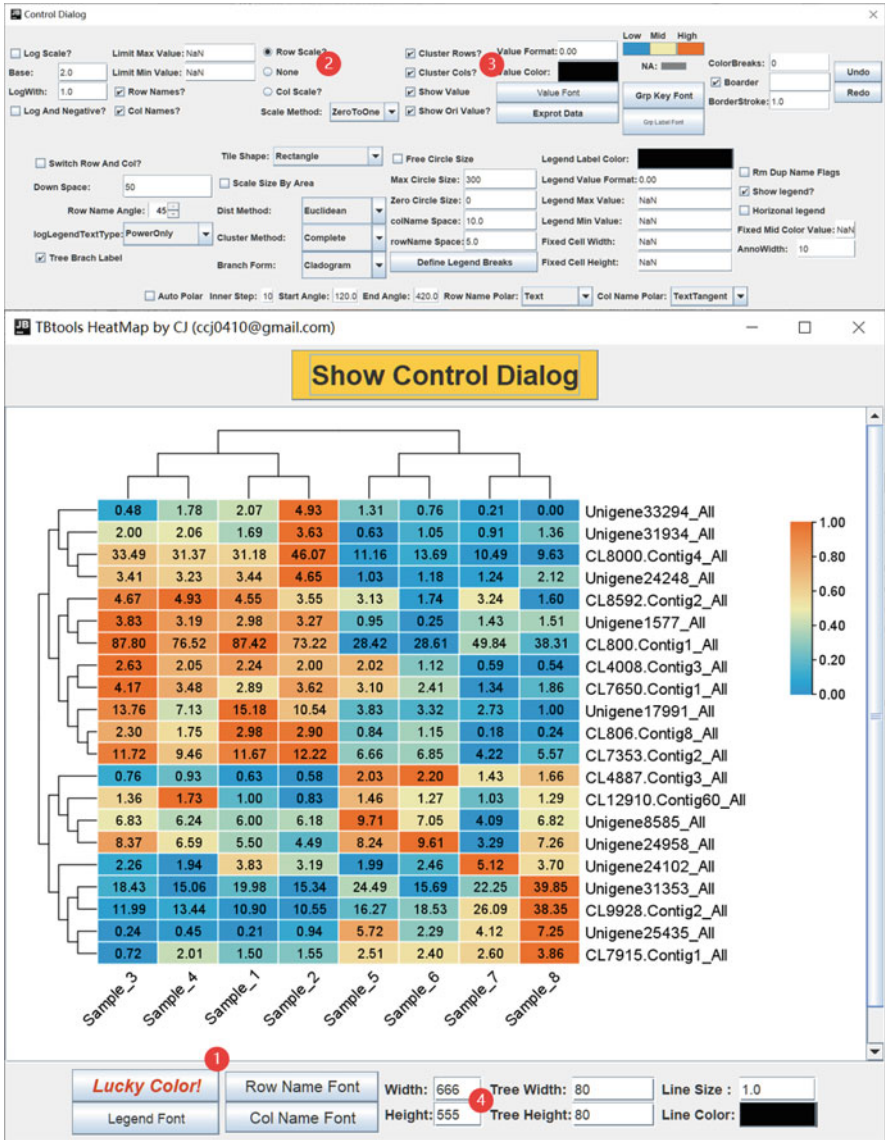 Control Dialog
Log Scale? Limit Max Value: NaN Row Scale? Cluster Rows? Value Format: 0.00 Low Mid High
Base: 2.0 Limit Min Value: NaN None Cluster Cols? Value Color: NA: ColorBreaks: 0
2 3
LogWith: 1.0 Row Names? Col Scale? Show Value Value Font Grp Key Font Boarder Undo
Log And Negative? Col Names? Scale Method: ZeroToOne Show Ori Value? Exprot Data Grp Label Font BorderStroke: 1.0 Redo
Switch Row And Col? Tile Shape: Rectangle Free Circle Size Legend Label Color:
Down Space: 50 Scale Size By Area Max Circle Size: 300 Legend Value Format: 0.00 Rm Dup Name Flags
Row Name Angle: 45 Dist Method: Euclidean Zero Circle Size: 0 Legend Max Value: NaN Show legend?
logLegendTextType: PowerOnly Cluster Method: Complete colName Space: 10.0 Legend Min Value: NaN Horizonal legend
Tree Brach Label Branch Form: Cladogram rowName Space: 5.0 Fixed Cell Width: NaN Fixed Mid Color Value: NaN
Define Legend Breaks Fixed Cell Height: NaN AnnoWidth: 10
Auto Polar Inner Step: 10 Start Angle: 120.0 End Angle: 420.0 Row Name Polar: Text Col Name Polar: TextTangent
JB TBtools HeatMap by CJ (ccj0410@gmail.com)
Show Control Dialog
0.48 1.78 2.07 4.93 1.31 0.76 0.21 0.00 Unigene33294_All
2.00 2.06 1.69 3.63 0.63 1.05 0.91 1.36 Unigene31934_All
33.49 31.37 31.18 46.07 11.16 13.69 10.49 9.63 CL8000.Contig4_All
3.41 3.23 3.44 4.65 1.03 1.18 1.24 2.12 Unigene24248_All
4.67 4.93 4.55 3.55 3.13 1.74 3.24 1.60 CL8592.Contig2_All
3.83 3.19 2.98 3.27 0.95 0.25 1.43 1.51 Unigene1577_All
87.80 76.52 87.42 73.22 28.42 28.61 49.84 38.31 CL800.Contig1_All
2.63 2.05 2.24 2.00 2.02 1.12 0.59 0.54 CL4008.Contig3_All
4.17 3.48 2.89 3.62 3.10 2.41 1.34 1.86 CL7650.Contig1_All
13.76 7.13 15.18 10.54 3.83 3.32 2.73 1.00 Unigene17991_All
2.30 1.75 2.98 2.90 0.84 1.15 0.18 0.24 CL806.Contig8_All
11.72 9.46 11.67 12.22 6.66 6.85 4.22 5.57 CL7353.Contig2_All
0.76 0.93 0.63 0.58 2.03 2.20 1.43 1.66 CL4887.Contig3_All
1.36 1.73 1.00 0.83 1.46 1.27 1.03 1.29 CL12910.Contig60_All
6.83 6.24 6.00 6.18 9.71 7.05 4.09 6.82 Unigene8585_All
8.37 6.59 5.50 4.49 8.24 9.61 3.29 7.26 Unigene24958_All
2.26 1.94 3.83 3.19 1.99 2.46 5.12 3.70 Unigene24102_All
18.43 15.06 19.98 15.34 24.49 15.69 22.25 39.85 Unigene31353_All
11.99 13.44 10.90 10.55 16.27 18.53 26.09 38.35 CL9928.Contig2_All
0.24 0.45 0.21 0.94 5.72 2.29 4.12 7.25 Unigene25435_All
0.72 2.01 1.50 1.55 2.51 2.40 2.60 3.86 CL7915.Contig1_All
1.00
0.80
0.60
0.40
0.20
0.00
Sample_3 Sample_4 Sample_1 Sample_2 Sample_5 Sample_6 Sample_7 Sample_8
1
Lucky Color! Row Name Font Width: 666 Tree Width: 80 Line Size : 1.0
4
Legend Font Col Name Font Height: 555 Tree Height: 80 Line Color: